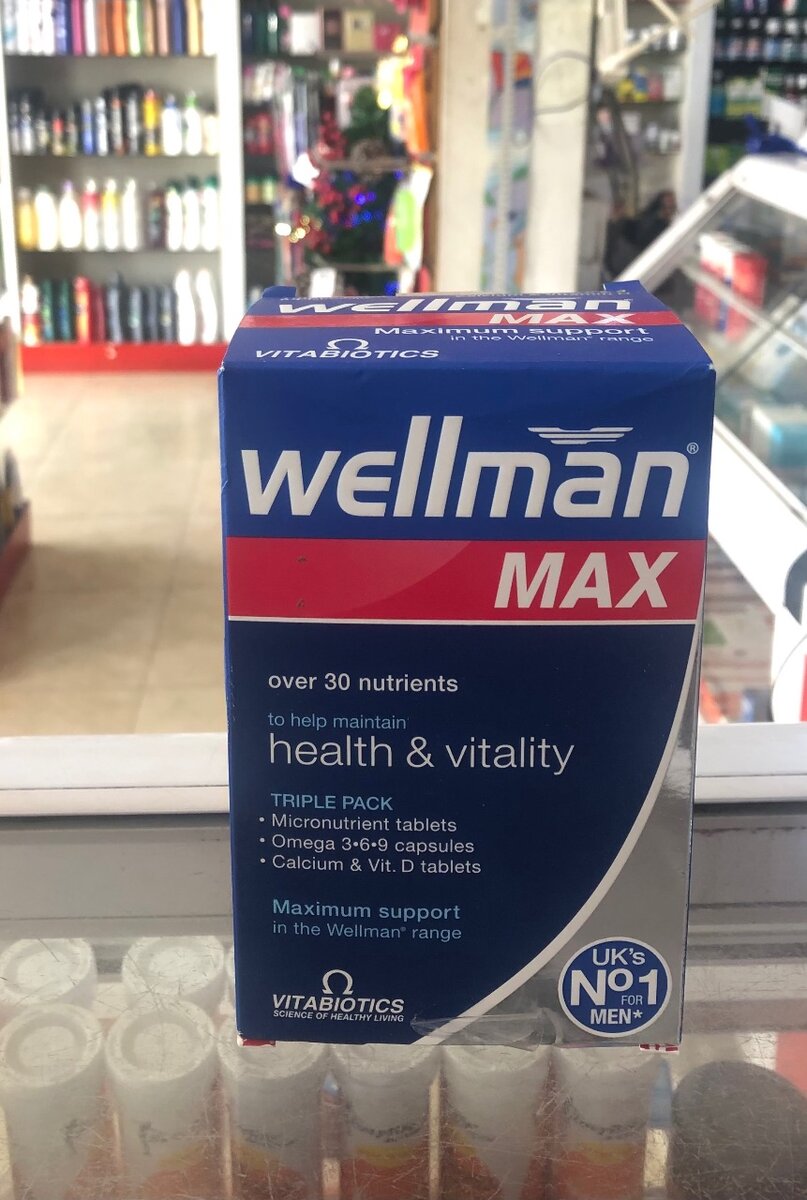 wellman
MAX
Maximum support
in the Wellman® range
VITABIOTICS
wellman®
MAX
over 30 nutrients
to help maintain
health & vitality
TRIPLE PACK
• Micronutrient tablets
• Omega 3•6•9 capsules
• Calcium & Vit. D tablets
Maximum support
in the Wellman® range
VITABIOTICS
SCIENCE OF HEALTHY LIVING
UK's
Nº1
FOR
MEN*